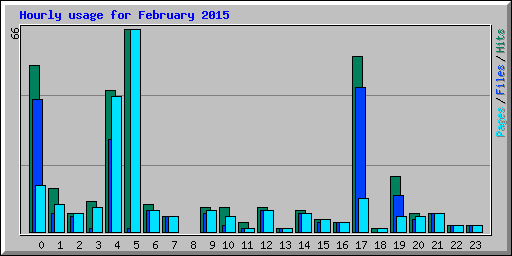 Hourly usage for February 2015
66
Pages / Files / Hits
0 1 2 3 4 5 6 7 8 9 10 11 12 13 14 15 16 17 18 19 20 21 22 23